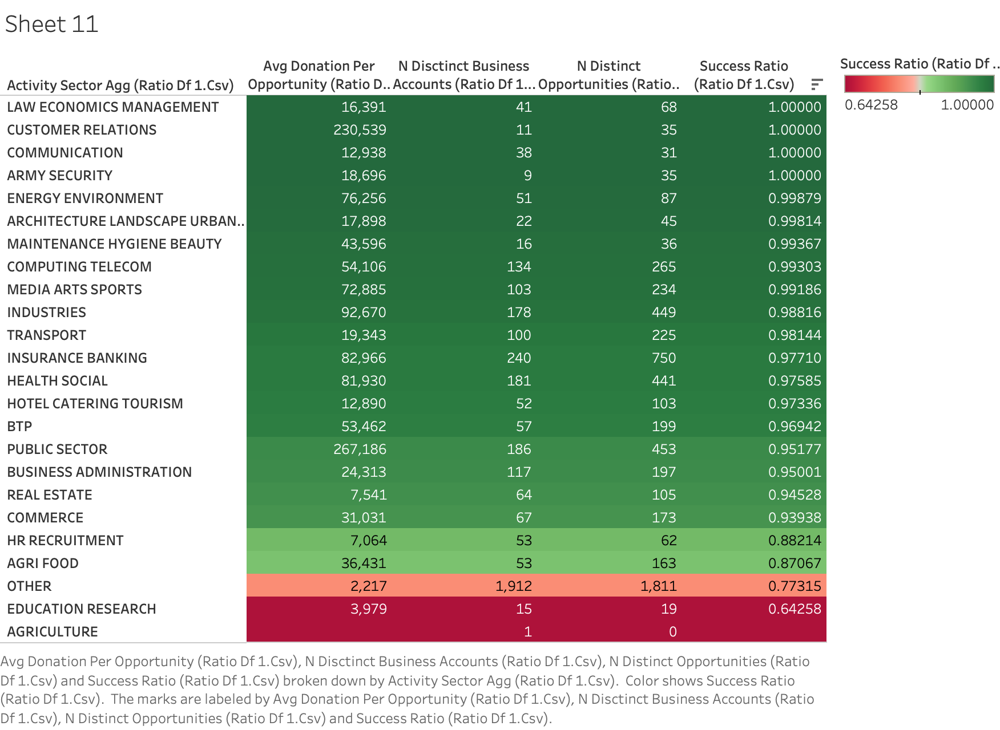 Sheet 11
Activity Sector Agg (Ratio Df 1.Csv) Avg Donation Per Opportunity (Ratio D.. N Disctinct Business Accounts (Ratio Df 1... N Distinct Opportunities (Ratio.. Success Ratio (Ratio Df 1.Csv)
LAW ECONOMICS MANAGEMENT 16,391 41 68 1.00000
CUSTOMER RELATIONS 230,539 11 35 1.00000
COMMUNICATION 12,938 38 31 1.00000
ARMY SECURITY 18,696 9 35 1.00000
ENERGY ENVIRONMENT 76,256 51 87 0.99879
ARCHITECTURE LANDSCAPE URBAN.. 17,898 22 45 0.99814
MAINTENANCE HYGIENE BEAUTY 43,596 16 36 0.99367
COMPUTING TELECOM 54,106 134 265 0.99303
MEDIA ARTS SPORTS 72,885 103 234 0.99186
INDUSTRIES 92,670 178 449 0.98816
TRANSPORT 19,343 100 225 0.98144
INSURANCE BANKING 82,966 240 750 0.97710
HEALTH SOCIAL 81,930 181 441 0.97585
HOTEL CATERING TOURISM 12,890 52 103 0.97336
BTP 53,462 57 199 0.96942
PUBLIC SECTOR 267,186 186 453 0.95177
BUSINESS ADMINISTRATION 24,313 117 197 0.95001
REAL ESTATE 7,541 64 105 0.94528
COMMERCE 31,031 67 173 0.93938
HR RECRUITMENT 7,064 53 62 0.88214
AGRI FOOD 36,431 53 163 0.87067
OTHER 2,217 1,912 1,811 0.77315
EDUCATION RESEARCH 3,979 15 19 0.64258
AGRICULTURE 1 0
Success Ratio (Ratio Df ..
0.64258 1.00000
Avg Donation Per Opportunity (Ratio Df 1.Csv), N Disctinct Business Accounts (Ratio Df 1.Csv), N Distinct Opportunities (Ratio
Df 1.Csv) and Success Ratio (Ratio Df 1.Csv) broken down by Activity Sector Agg (Ratio Df 1.Csv). Color shows Success Ratio
(Ratio Df 1.Csv). The marks are labeled by Avg Donation Per Opportunity (Ratio Df 1.Csv), N Disctinct Business Accounts (Ratio
Df 1.Csv), N Distinct Opportunities (Ratio Df 1.Csv) and Success Ratio (Ratio Df 1.Csv).